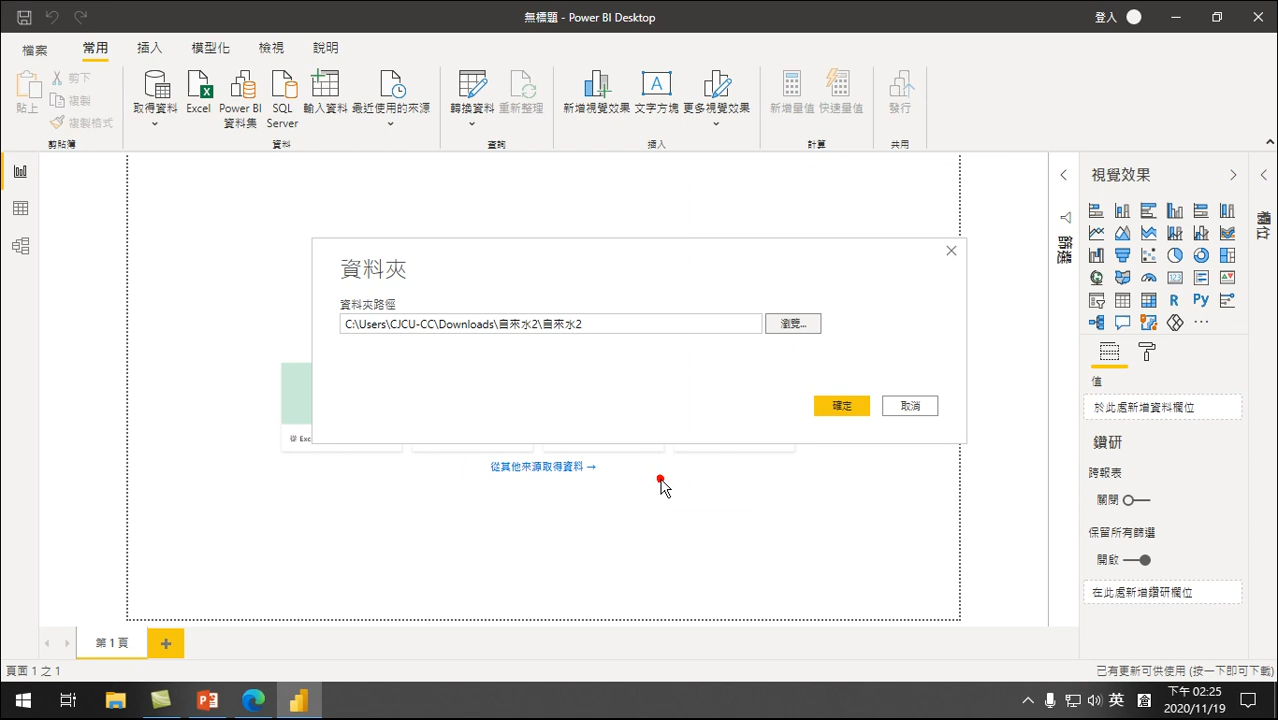 無標題 - Power BI Desktop
登入
檔案
常用
插入
模型化
檢視
說明
貼上
剪下
複製
複製格式
剪貼簿
取得資料
Excel
Power BI
資料集
SQL
Server
輸入資料
最近使用的來源
資料
轉換資料
重新整理
查詢
新增視覺效果
文字方塊
更多視覺效果
插入
新增量值
快速量值
計算
發行
共用
資料夾
資料夾路徑
C:\Users\CJCU-CC\Downloads\自來水2\自來水2
瀏覽...
確定
取消
從其他來源取得資料 →
篩選
視覺效果
欄位
R
Py
值
於此處新增資料欄位
鑽研
跨報表
關閉
保留所有篩選
開啟
在此處新增鑽研欄位
第 1 頁
頁面 1 之 1
已有更新可供使用 (按一下即可下載)
英
下午 02:25
2020/11/19